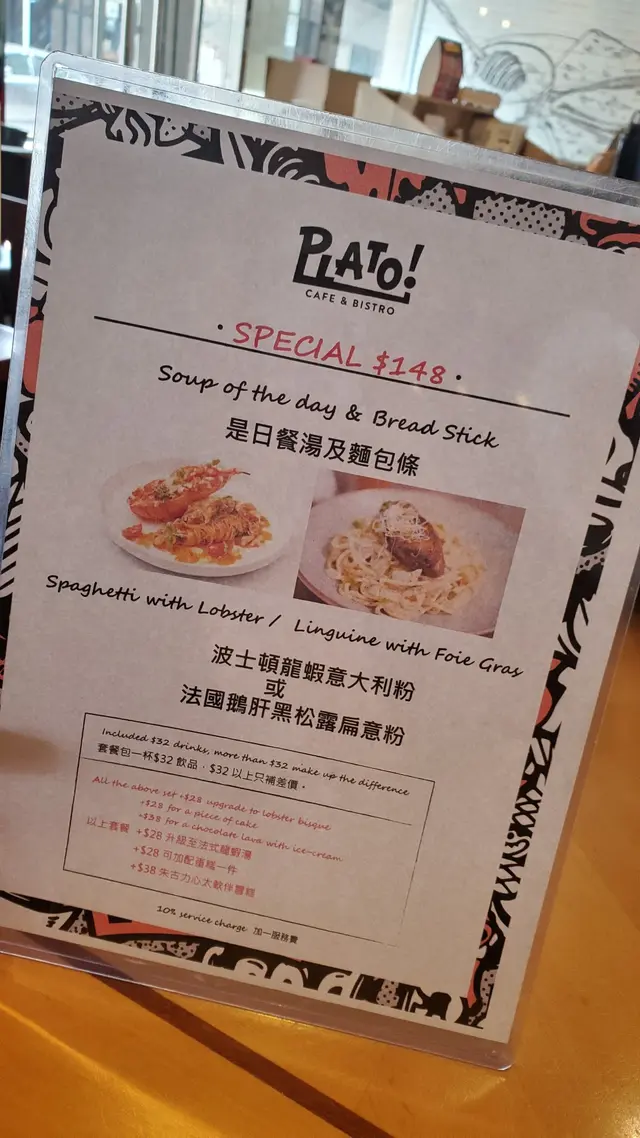 PLATO!
CAFE & BISTRO
· SPECIAL $148 ·
Soup of the day & Bread Stick
是日餐湯及麵包條
Spaghetti with Lobster / Linguine with Foie Gras
波士頓龍蝦意大利粉
或
法國鵝肝黑松露扁意粉
Included $32 drinks, more than $32 make up the difference
套餐包一杯$32 飲品，$32 以上只補差價。
All the above set +$28 upgrade to lobster bisque
+$28 for a piece of cake
+$38 for a chocolate lava with ice-cream
以上套餐 +$28 升級至法式龍蝦湯
+$28 可加配蛋糕一件
+$38 朱古力心太軟伴雪糕
10% service charge 加一服務費